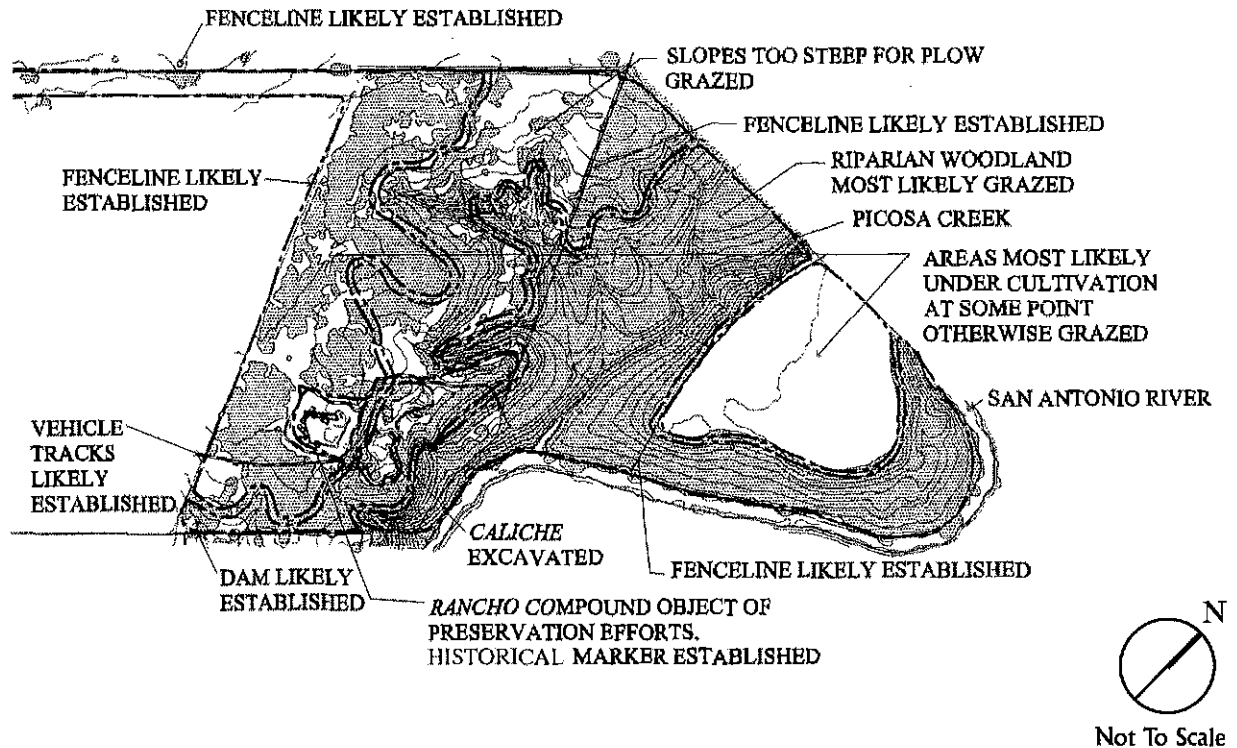 FENCELINE LIKELY ESTABLISHED
SLOPES TOO STEEP FOR PLOW
GRAZED
FENCELINE LIKELY ESTABLISHED
FENCELINE LIKELY
ESTABLISHED
RIPARIAN WOODLAND
MOST LIKELY GRAZED
PICOSA CREEK
AREAS MOST LIKELY
UNDER CULTIVATION
AT SOME POINT
OTHERWISE GRAZED
SAN ANTONIO RIVER
VEHICLE
TRACKS
LIKELY
ESTABLISHED
CALICHE
EXCAVATED
FENCELINE LIKELY ESTABLISHED
DAM LIKELY
ESTABLISHED
RANCHO COMPOUND OBJECT OF
PRESERVATION EFFORTS.
HISTORICAL MARKER ESTABLISHED
N
Not To Scale